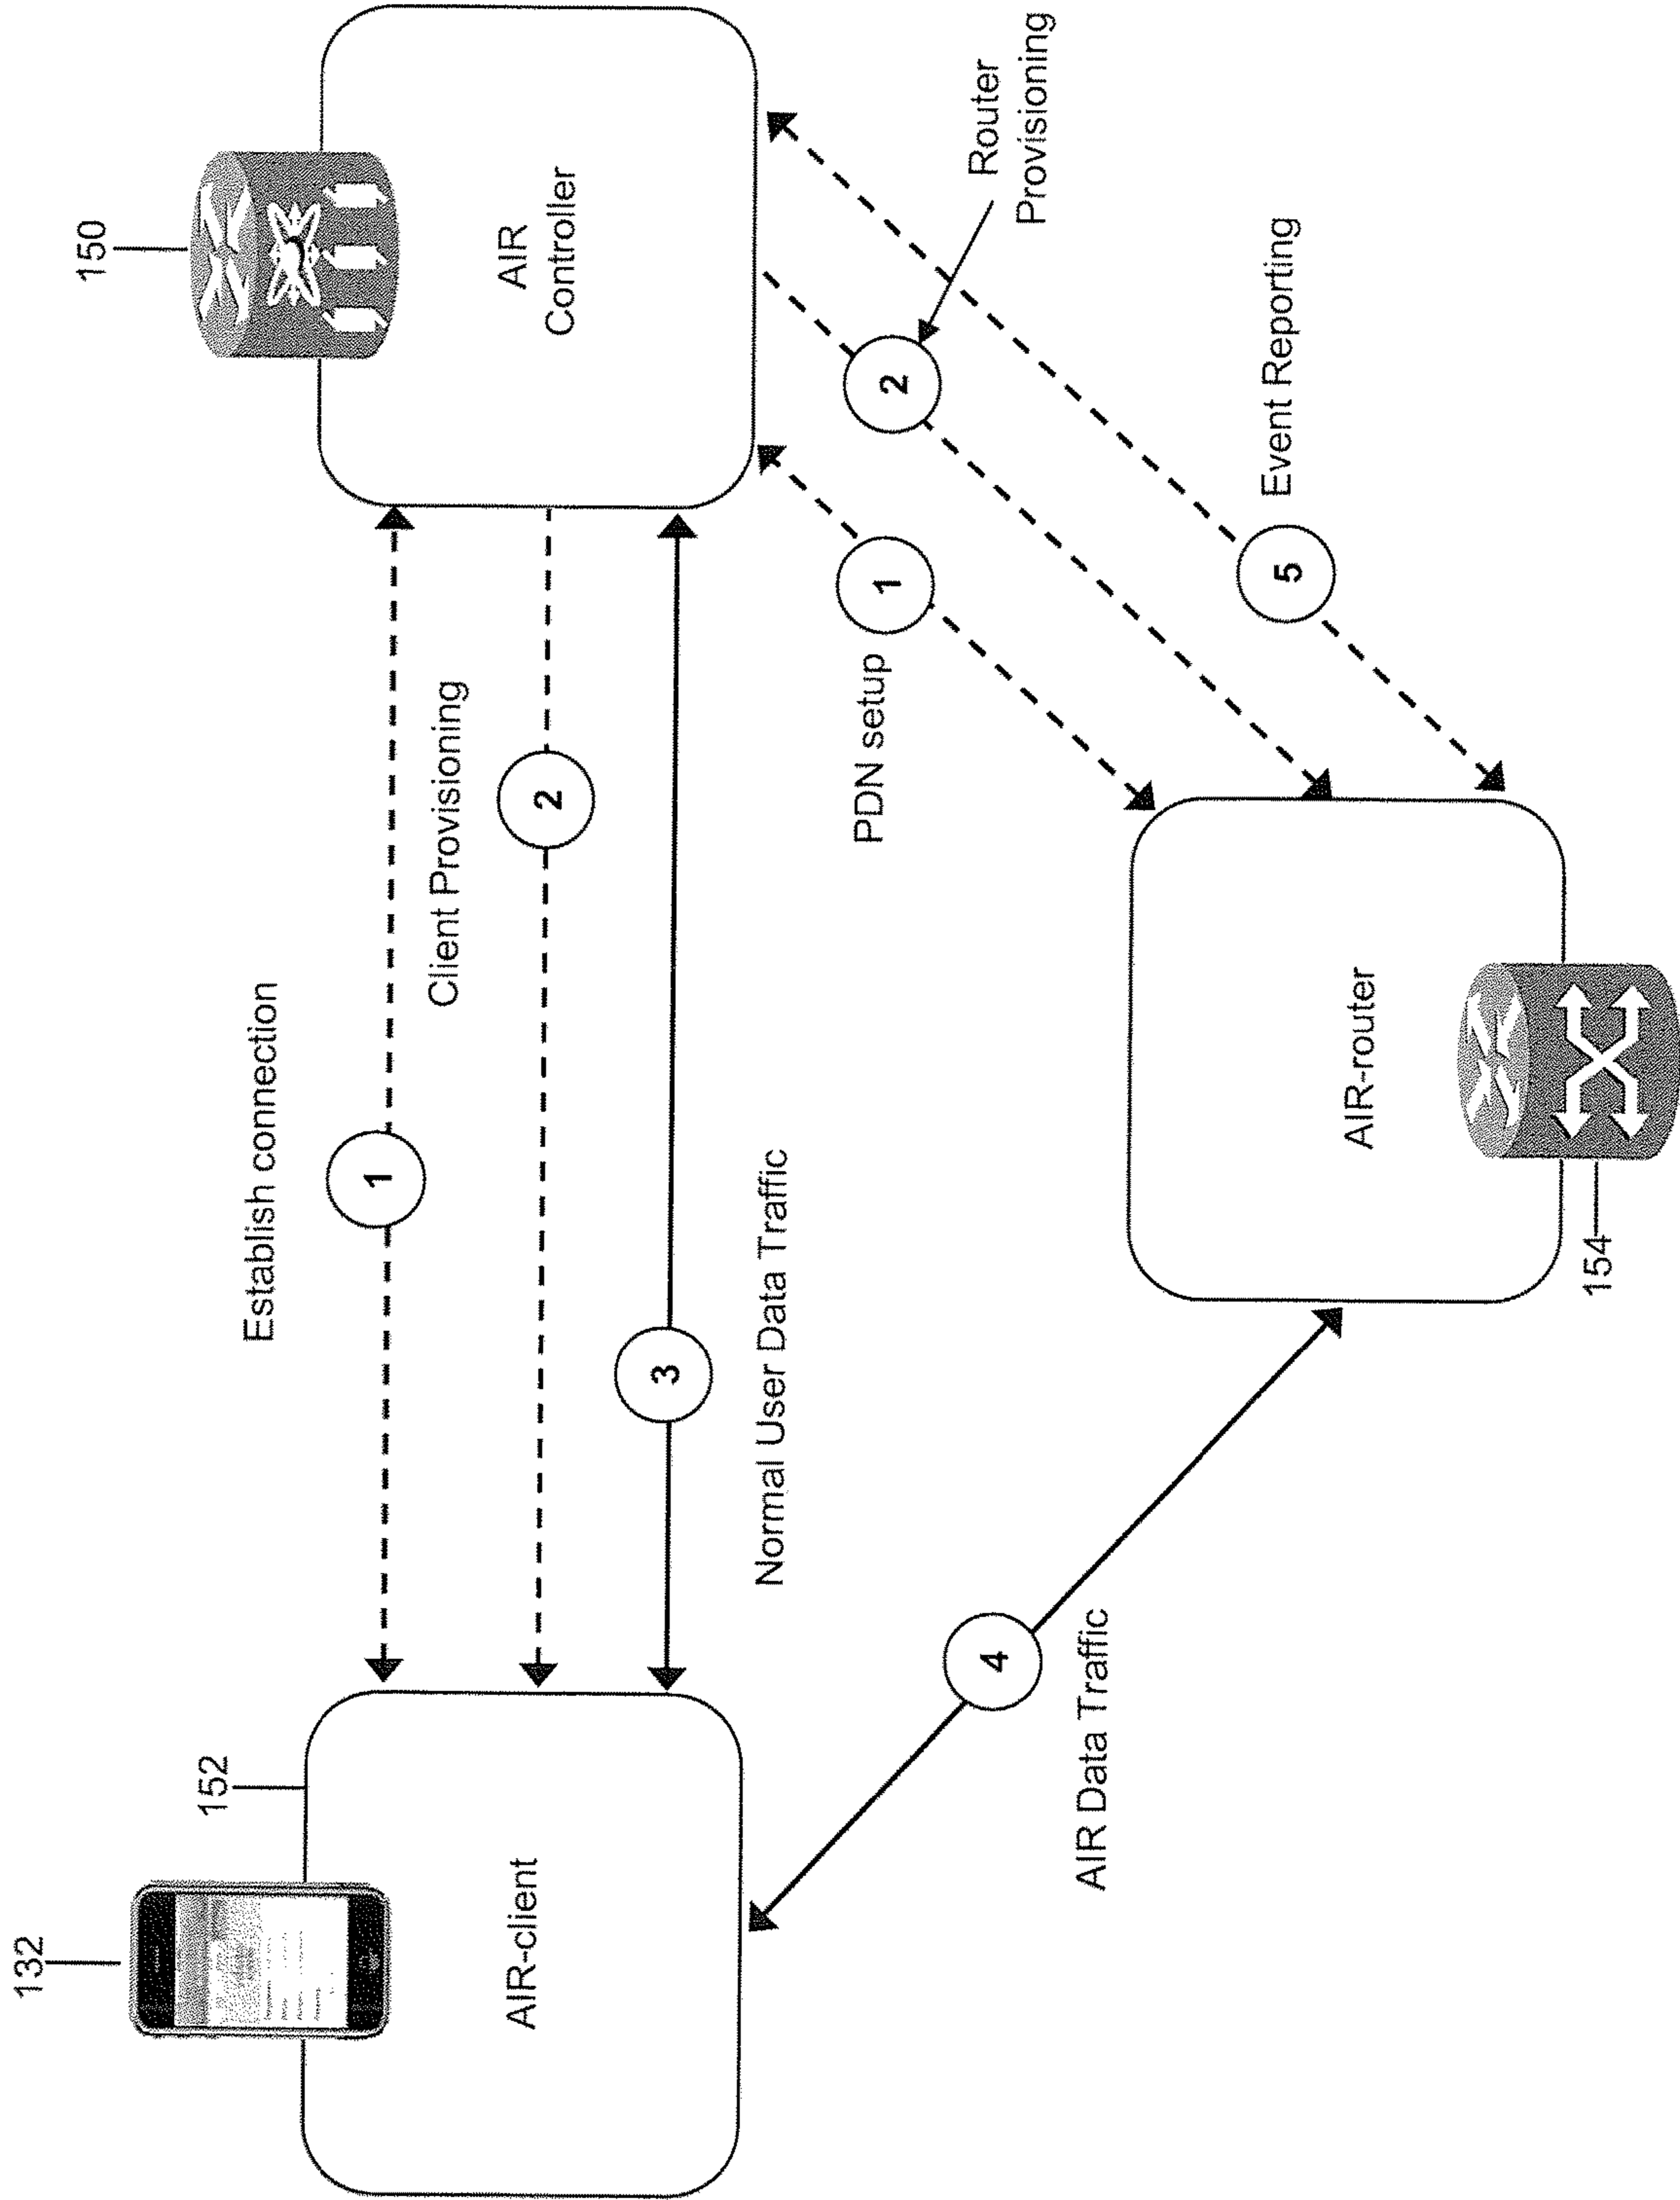 132
152
AIR-client
Establish connection
1
Client Provisioning
2
3
Normal User Data Traffic
150
AIR
Controller
4
AIR Data Traffic
PDN setup
1
2
Router
Provisioning
5
Event Reporting
AIR-router
154